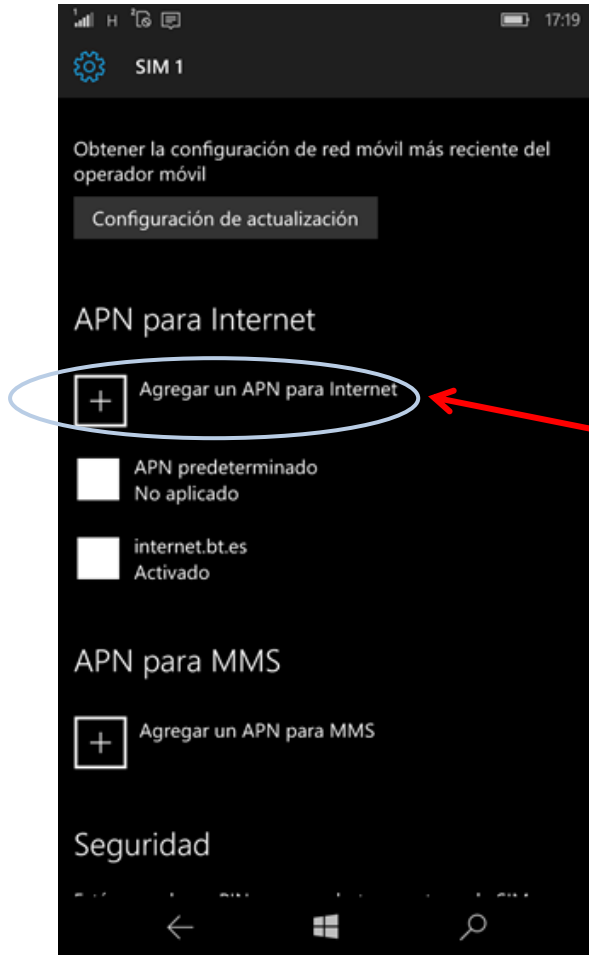 H 2 17:19
SIM 1
Obtener la configuración de red móvil más reciente del
operador móvil
Configuración de actualización
APN para Internet
Agregar un APN para Internet
APN predeterminado
No aplicado
internet.bt.es
Activado
APN para MMS
Agregar un APN para MMS
Seguridad